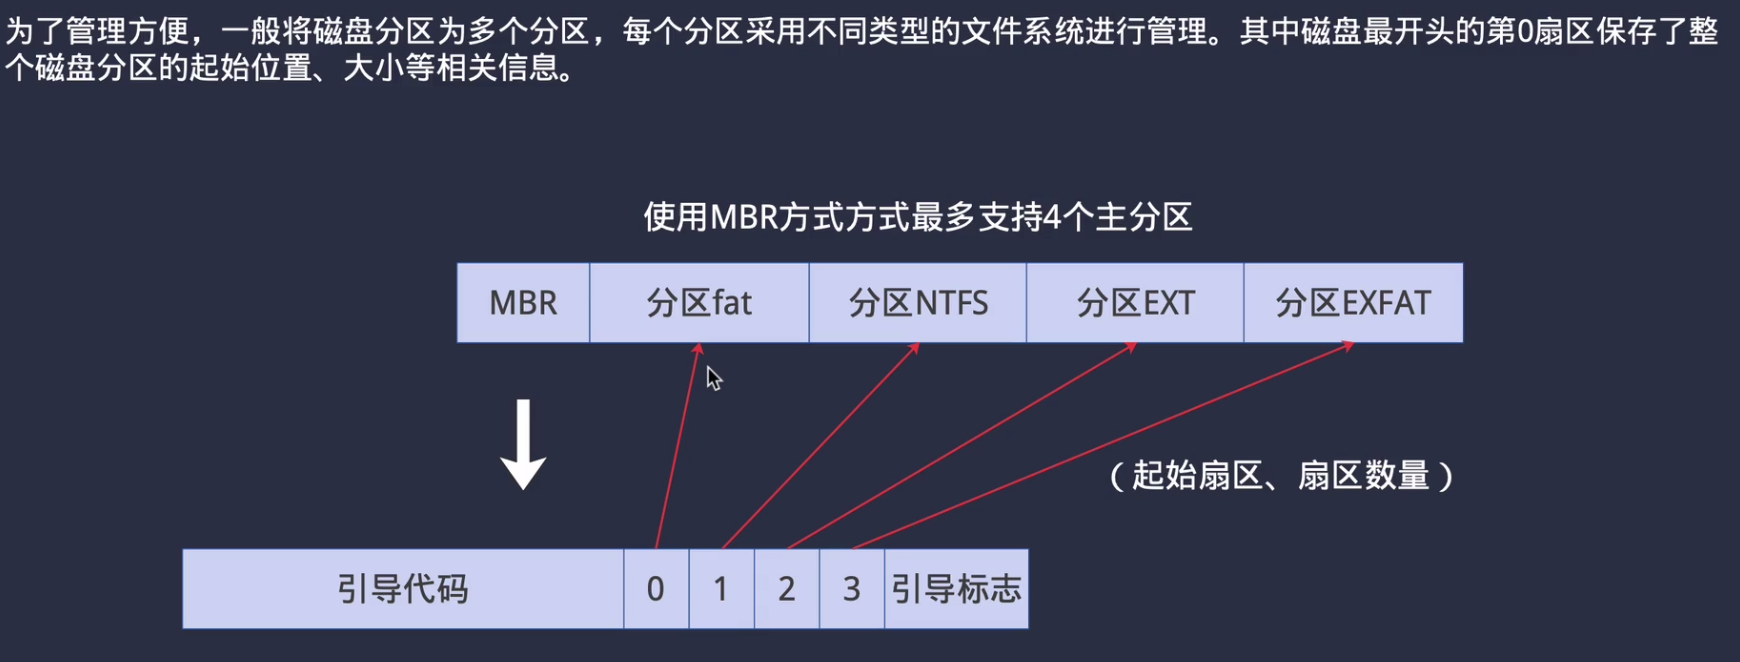 为了管理方便，一般将磁盘分区为多个分区，每个分区采用不同类型的文件系统进行管理。其中磁盘最开头的第0扇区保存了整
个磁盘分区的起始位置、大小等相关信息。
使用MBR方式方式最多支持4个主分区
MBR 分区fat 分区NTFS 分区EXT 分区EXFAT
（起始扇区、扇区数量）
引导代码 0 1 2 3 引导标志